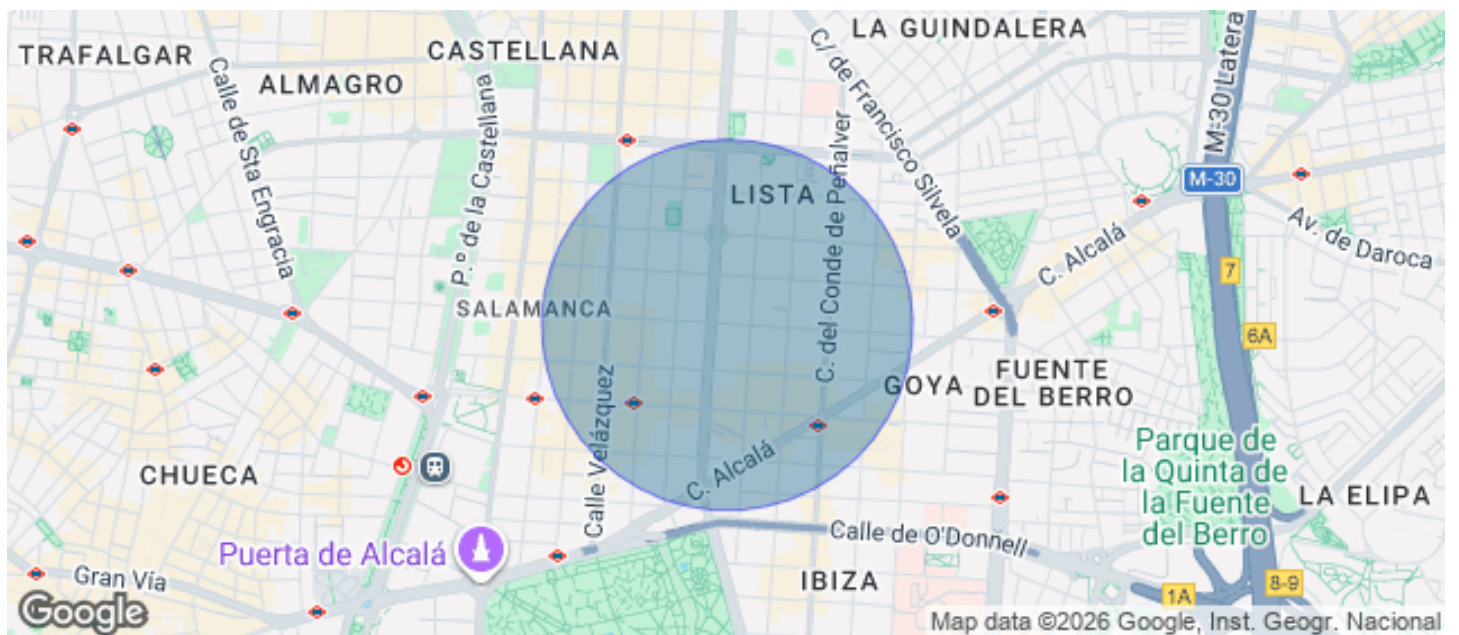 TRAFALGAR
CASTELLANA
ALMAGRO
Calle de Sta Engracia
P.º de la Castellana
C/ de Francisco Silvela
LA GUINDALERA
M-30 Latera
M-30
LISTA
C. del Conde de Peñalver
C. Alcalá
Av. de Daroca
7
SALAMANCA
6A
GOYA
FUENTE
DEL BERRO
Calle Velázquez
CHUECA
C. Alcalá
Parque de
la Quinta de
la Fuente
del Berro
LA ELIPA
Puerta de Alcalá
Calle de O'Donnell
Gran Vía
IBIZA
1A
8-9
Google
Map data ©2026 Google, Inst. Geogr. Nacional